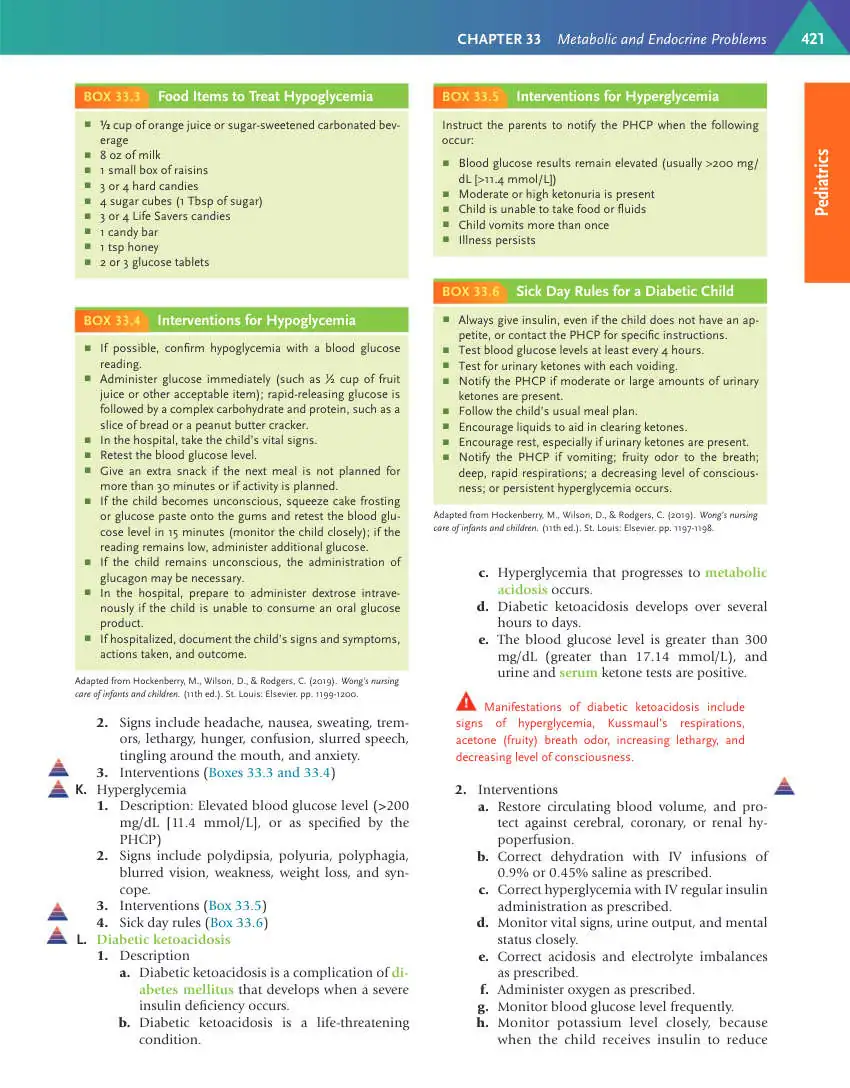 CHAPTER 33 Metabolic and Endocrine Problems 421
Pediatrics
BOX 33.3 Food Items to Treat Hypoglycemia
■ ½ cup of orange juice or sugar-sweetened carbonated bev-
erage
■ 8 oz of milk
■ 1 small box of raisins
■ 3 or 4 hard candies
■ 4 sugar cubes (1 Tbsp of sugar)
■ 3 or 4 Life Savers candies
■ 1 candy bar
■ 1 tsp honey
■ 2 or 3 glucose tablets
BOX 33.4 Interventions for Hypoglycemia
■ If possible, confirm hypoglycemia with a blood glucose
reading.
■ Administer glucose immediately (such as ½ cup of fruit
juice or other acceptable item); rapid-releasing glucose is
followed by a complex carbohydrate and protein, such as a
slice of bread or a peanut butter cracker.
■ In the hospital, take the child's vital signs.
■ Retest the blood glucose level.
■ Give an extra snack if the next meal is not planned for
more than 30 minutes or if activity is planned.
■ If the child becomes unconscious, squeeze cake frosting
or glucose paste onto the gums and retest the blood glu-
cose level in 15 minutes (monitor the child closely); if the
reading remains low, administer additional glucose.
■ If the child remains unconscious, the administration of
glucagon may be necessary.
■ In the hospital, prepare to administer dextrose intrave-
nously if the child is unable to consume an oral glucose
product.
■ If hospitalized, document the child's signs and symptoms,
actions taken, and outcome.
Adapted from Hockenberry, M., Wilson, D., & Rodgers, C. (2019). Wong's nursing
care of infants and children. (11th ed.). St. Louis: Elsevier. pp. 1199-1200.
2. Signs include headache, nausea, sweating, trem-
ors, lethargy, hunger, confusion, slurred speech,
tingling around the mouth, and anxiety.
3. Interventions (Boxes 33.3 and 33.4)
K. Hyperglycemia
1. Description: Elevated blood glucose level (>200
mg/dL [11.4 mmol/L], or as specified by the
PHCP)
2. Signs include polydipsia, polyuria, polyphagia,
blurred vision, weakness, weight loss, and syn-
cope.
3. Interventions (Box 33.5)
4. Sick day rules (Box 33.6)
L. Diabetic ketoacidosis
1. Description
a. Diabetic ketoacidosis is a complication of di-
abetes mellitus that develops when a severe
insulin deficiency occurs.
b. Diabetic ketoacidosis is a life-threatening
condition.
BOX 33.5 Interventions for Hyperglycemia
Instruct the parents to notify the PHCP when the following
occur:
■ Blood glucose results remain elevated (usually >200 mg/
dL [>11.4 mmol/L])
■ Moderate or high ketonuria is present
■ Child is unable to take food or fluids
■ Child vomits more than once
■ Illness persists
BOX 33.6 Sick Day Rules for a Diabetic Child
■ Always give insulin, even if the child does not have an ap-
petite, or contact the PHCP for specific instructions.
■ Test blood glucose levels at least every 4 hours.
■ Test for urinary ketones with each voiding.
■ Notify the PHCP if moderate or large amounts of urinary
ketones are present.
■ Follow the child's usual meal plan.
■ Encourage liquids to aid in clearing ketones.
■ Encourage rest, especially if urinary ketones are present.
■ Notify the PHCP if vomiting; fruity odor to the breath;
deep, rapid respirations; a decreasing level of conscious-
ness; or persistent hyperglycemia occurs.
Adapted from Hockenberry, M., Wilson, D., & Rodgers, C. (2019). Wong's nursing
care of infants and children. (11th ed.). St. Louis: Elsevier. pp. 1197-1198.
c. Hyperglycemia that progresses to metabolic
acidosis occurs.
d. Diabetic ketoacidosis develops over several
hours to days.
e. The blood glucose level is greater than 300
mg/dL (greater than 17.14 mmol/L), and
urine and serum ketone tests are positive.
Manifestations of diabetic ketoacidosis include
signs of hyperglycemia, Kussmaul's respirations,
acetone (fruity) breath odor, increasing lethargy, and
decreasing level of consciousness.
2. Interventions
a. Restore circulating blood volume, and pro-
tect against cerebral, coronary, or renal hy-
poperfusion.
b. Correct dehydration with IV infusions of
0.9% or 0.45% saline as prescribed.
c. Correct hyperglycemia with IV regular insulin
administration as prescribed.
d. Monitor vital signs, urine output, and mental
status closely.
e. Correct acidosis and electrolyte imbalances
as prescribed.
f. Administer oxygen as prescribed.
g. Monitor blood glucose level frequently.
h. Monitor potassium level closely, because
when the child receives insulin to reduce